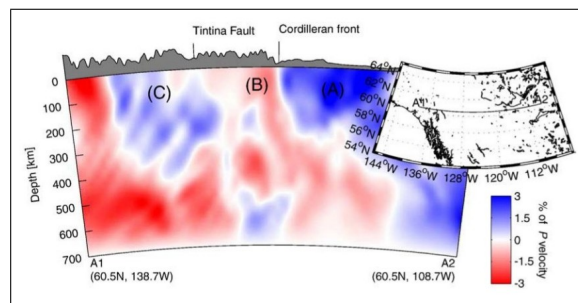 Tintina Fault
Cordilleran front
0
100
200
300
400
500
600
700
Depth [km]
(C)
(B)
(A)
64°N
62°N
60°N
58°N
56°N
54°N
144°W
136°W
128°W
120°W
112°W
A1
A2
3
1.5
0
-1.5
-3
% of P velocity
A1
(60.5N, 138.7W)
A2
(60.5N, 108.7W)